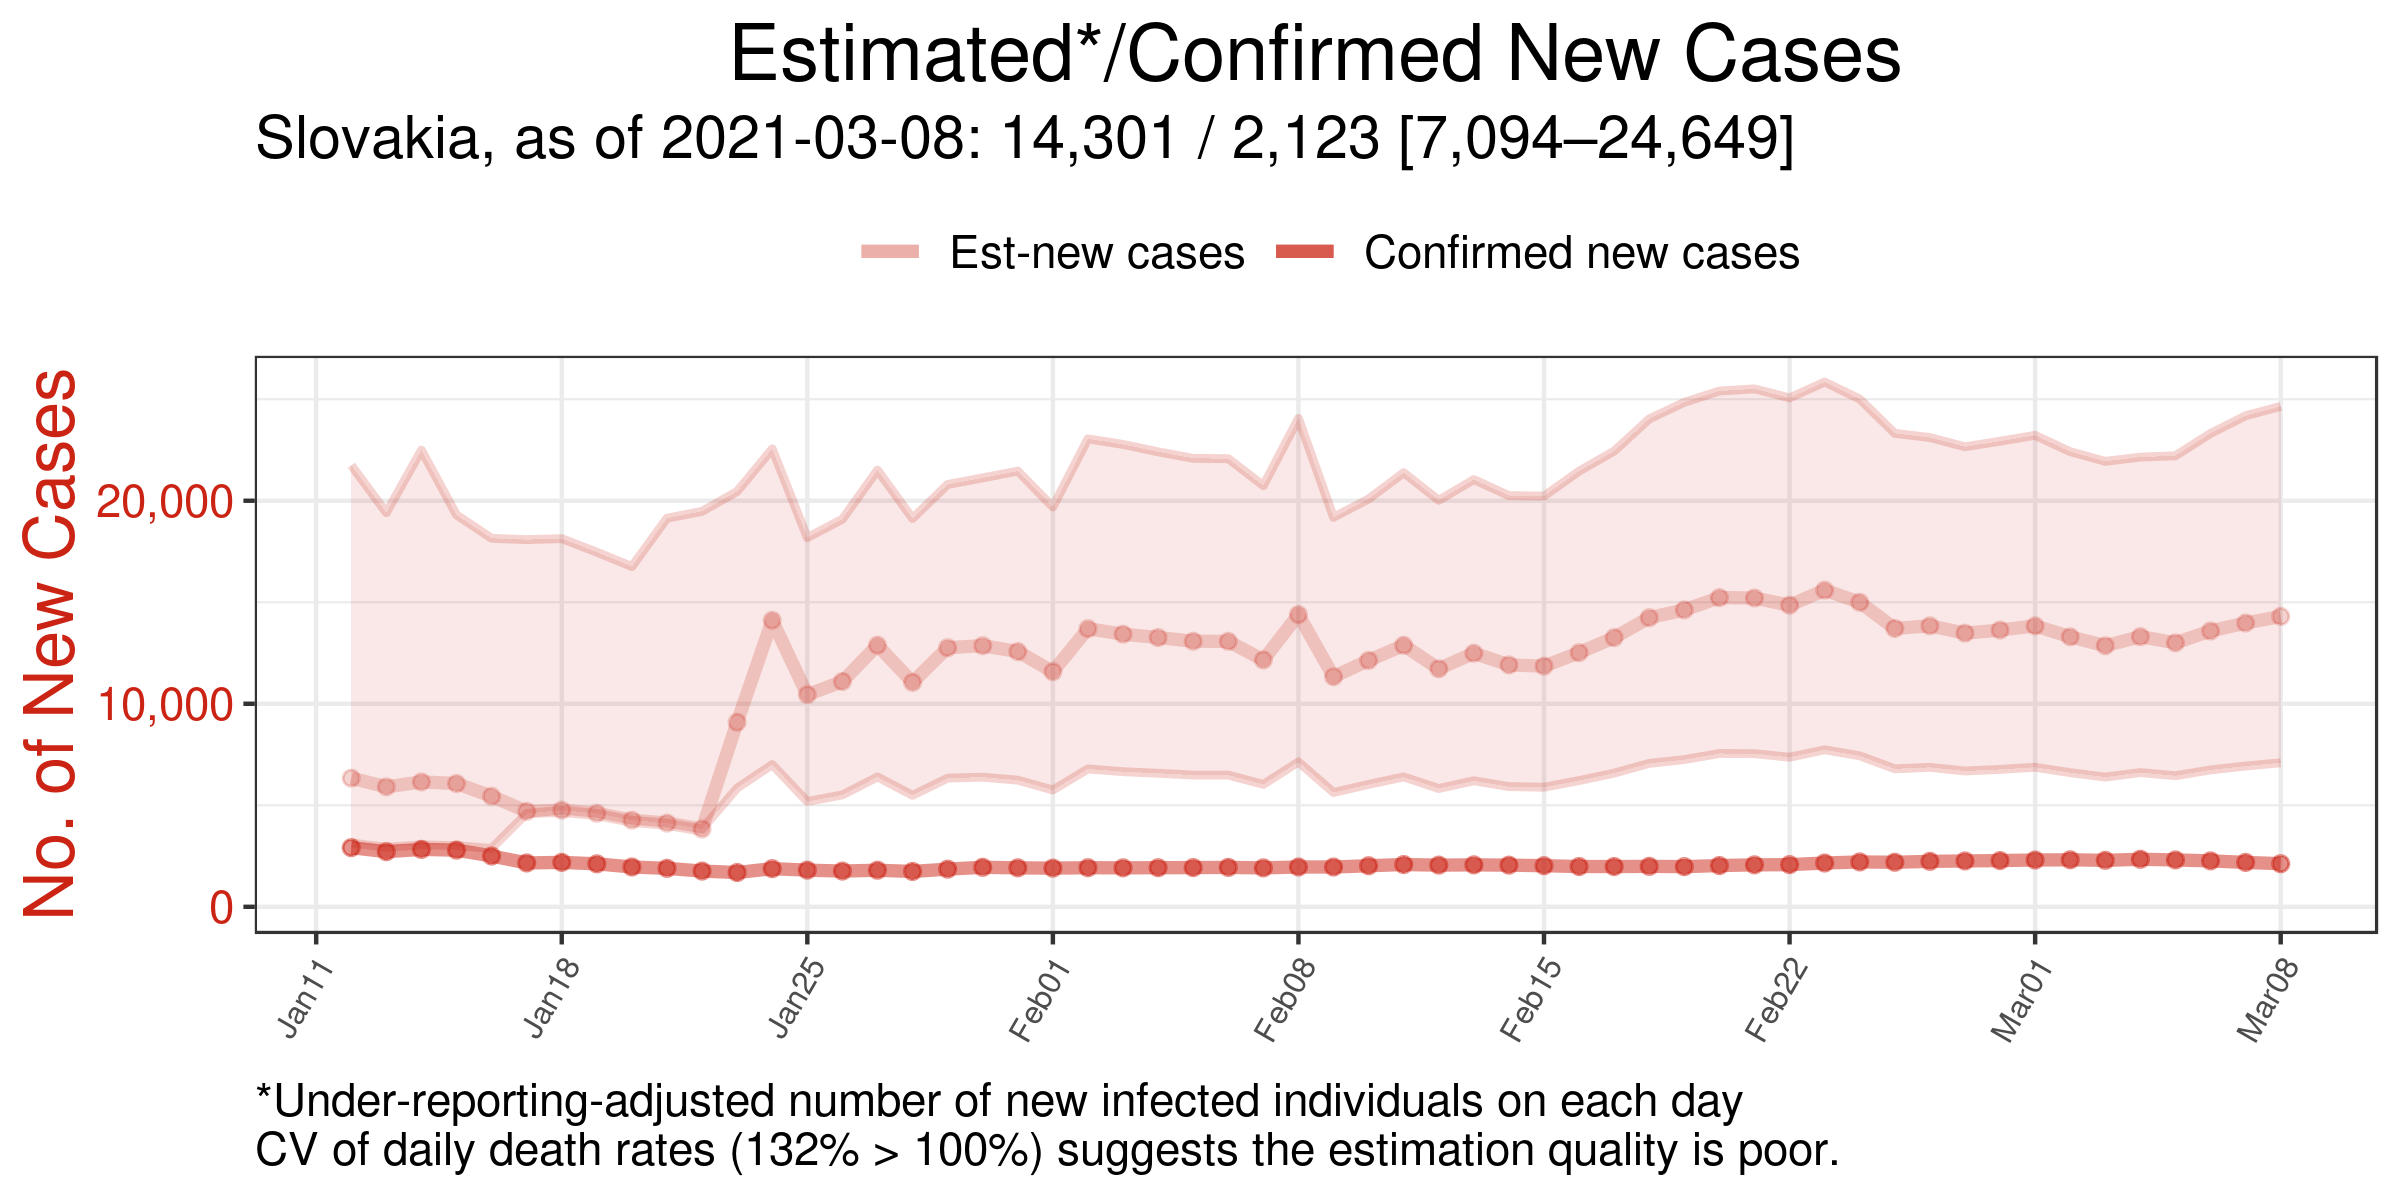 Estimated*/Confirmed New Cases
Slovakia, as of 2021-03-08: 14,301 / 2,123 [7,094–24,649]
Est-new cases
Confirmed new cases
No. of New Cases
20,000
10,000
0
Jan11
Jan18
Jan25
Feb01
Feb08
Feb15
Feb22
Mar01
Mar08
*Under-reporting-adjusted number of new infected individuals on each day
CV of daily death rates (132% > 100%) suggests the estimation quality is poor.